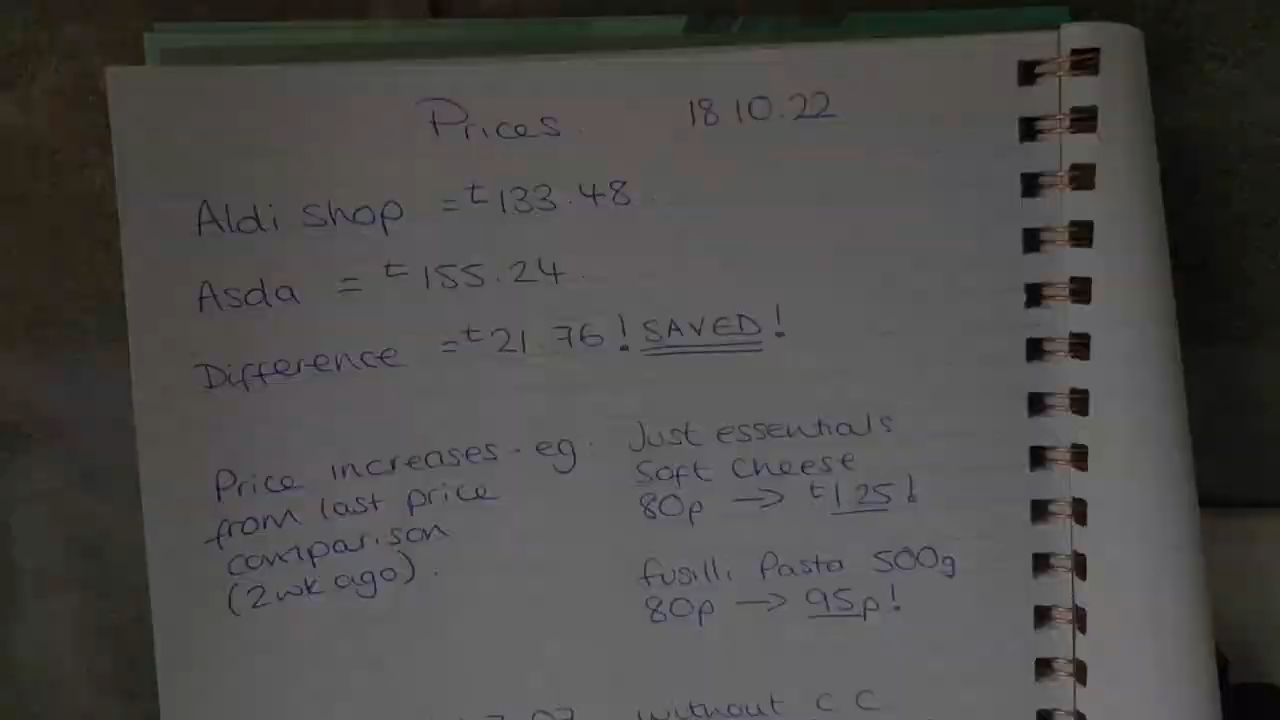 Prices 18 10.22
Aldi shop = £133.48
Asda = £155.24
Difference = £21.76! SAVED!
Price increases - eg.
from last price
comparison
(2wk ago).
Just essentials
Soft Cheese
80p → £1.25!
fusilli Pasta 500g
80p → 95p!
without CC